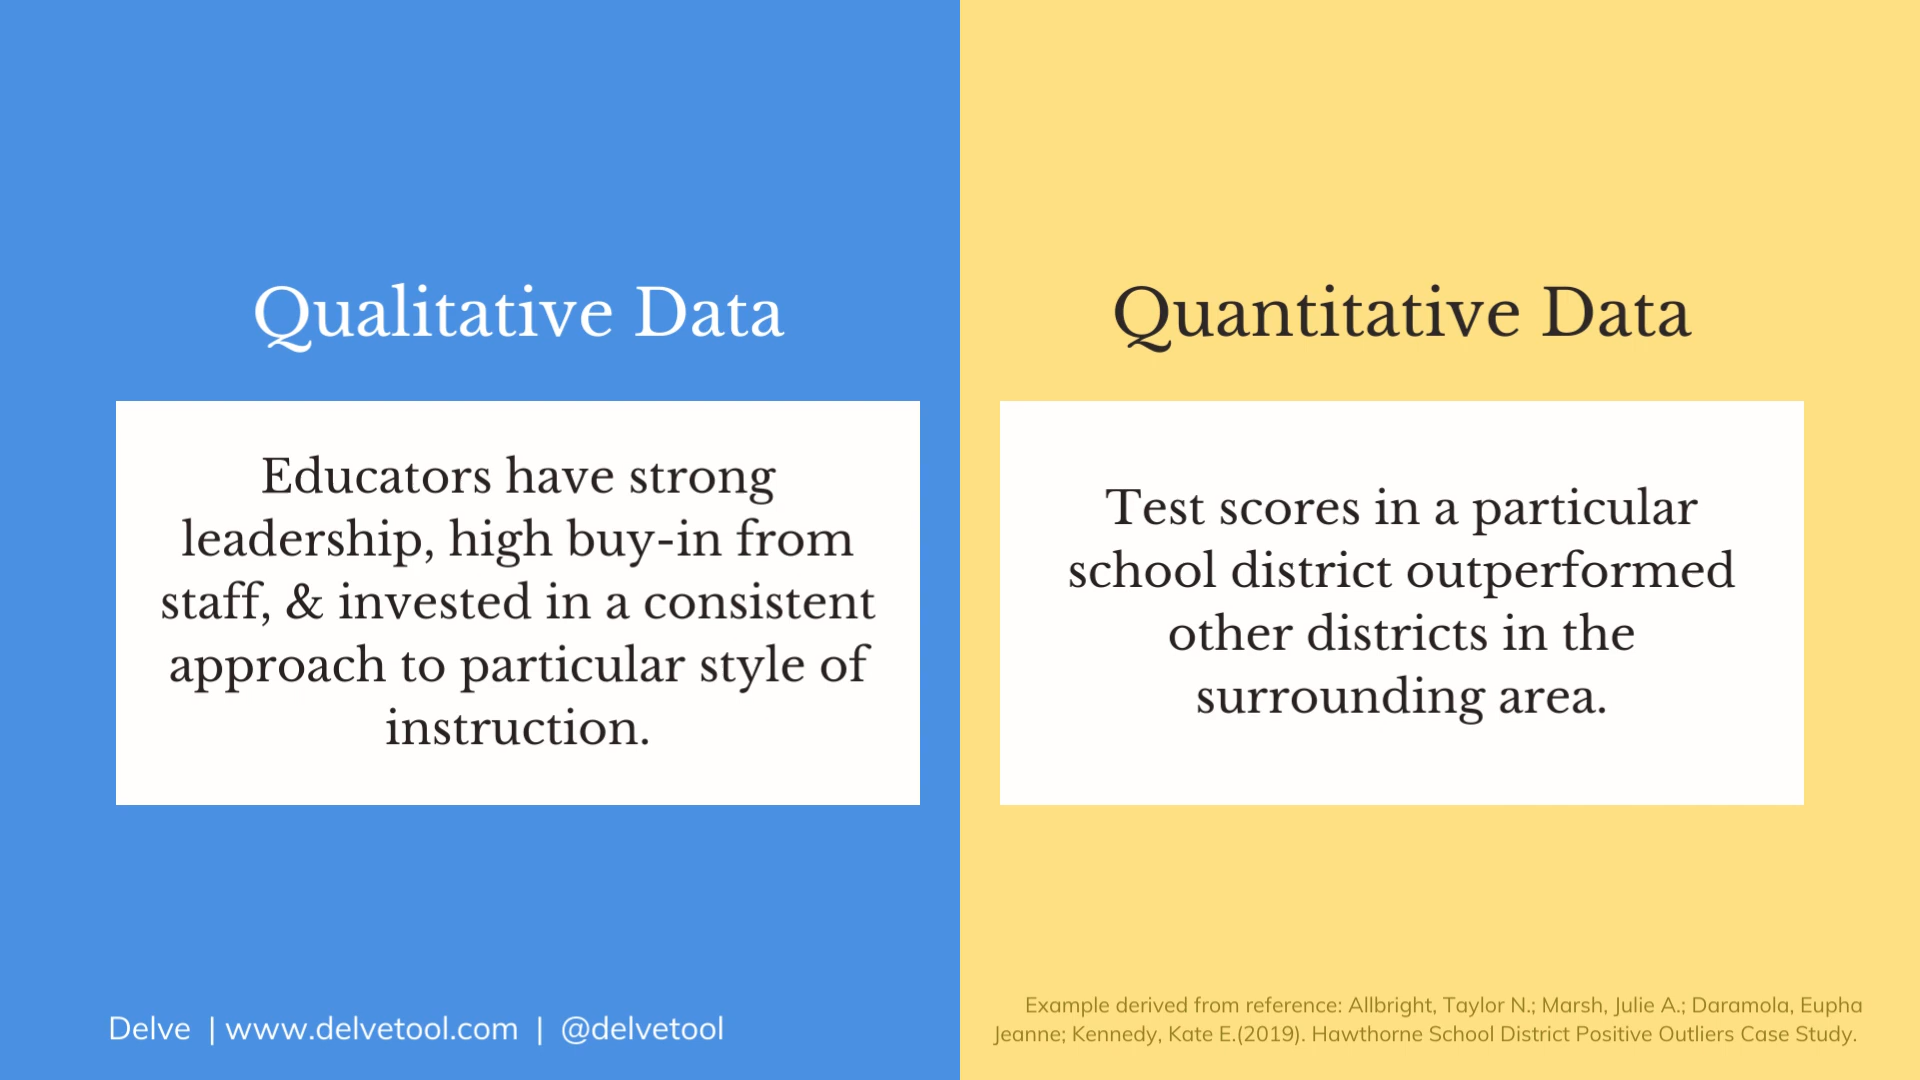 Qualitative Data
Educators have strong
leadership, high buy-in from
staff, & invested in a consistent
approach to particular style of
instruction.
Quantitative Data
Test scores in a particular
school district outperformed
other districts in the
surrounding area.
Delve | www.delvetool.com | @delvetool
Example derived from reference: Allbright, Taylor N.; Marsh, Julie A.; Daramola, Eupha
Jeanne; Kennedy, Kate E.(2019). Hawthorne School District Positive Outliers Case Study.